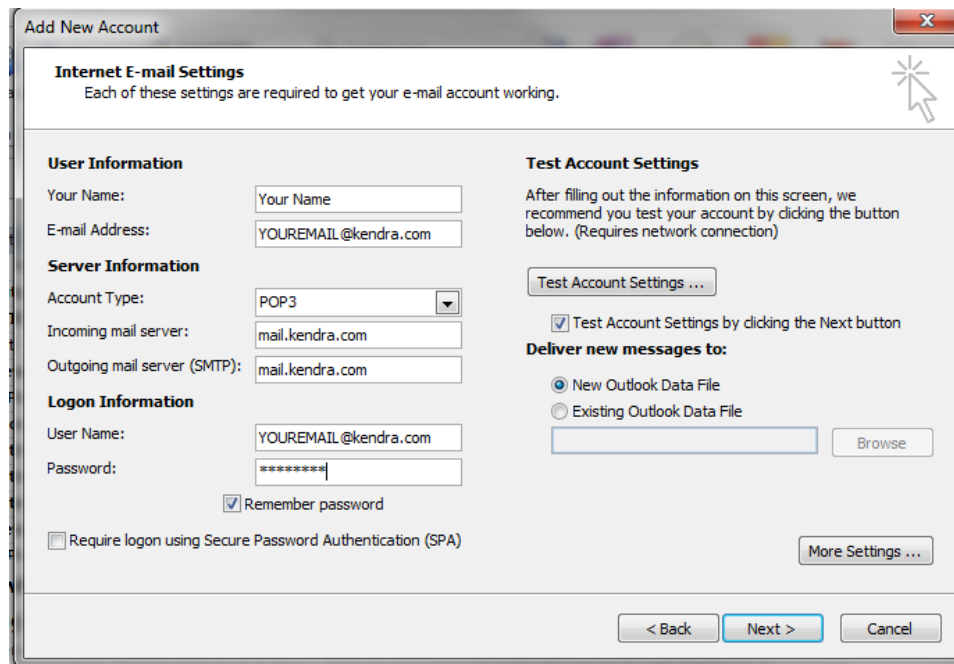 Add New Account
Internet E-mail Settings
Each of these settings are required to get your e-mail account working.
User Information
Your Name:
Your Name
E-mail Address:
YOUREMAIL@kendra.com
Server Information
Account Type:
POP3
Incoming mail server:
mail.kendra.com
Outgoing mail server (SMTP):
mail.kendra.com
Logon Information
User Name:
YOUREMAIL@kendra.com
Password:
********
Remember password
Require logon using Secure Password Authentication (SPA)
Test Account Settings
After filling out the information on this screen, we
recommend you test your account by clicking the button
below. (Requires network connection)
Test Account Settings ...
Test Account Settings by clicking the Next button
Deliver new messages to:
New Outlook Data File
Existing Outlook Data File
Browse
More Settings ...
< Back
Next >
Cancel